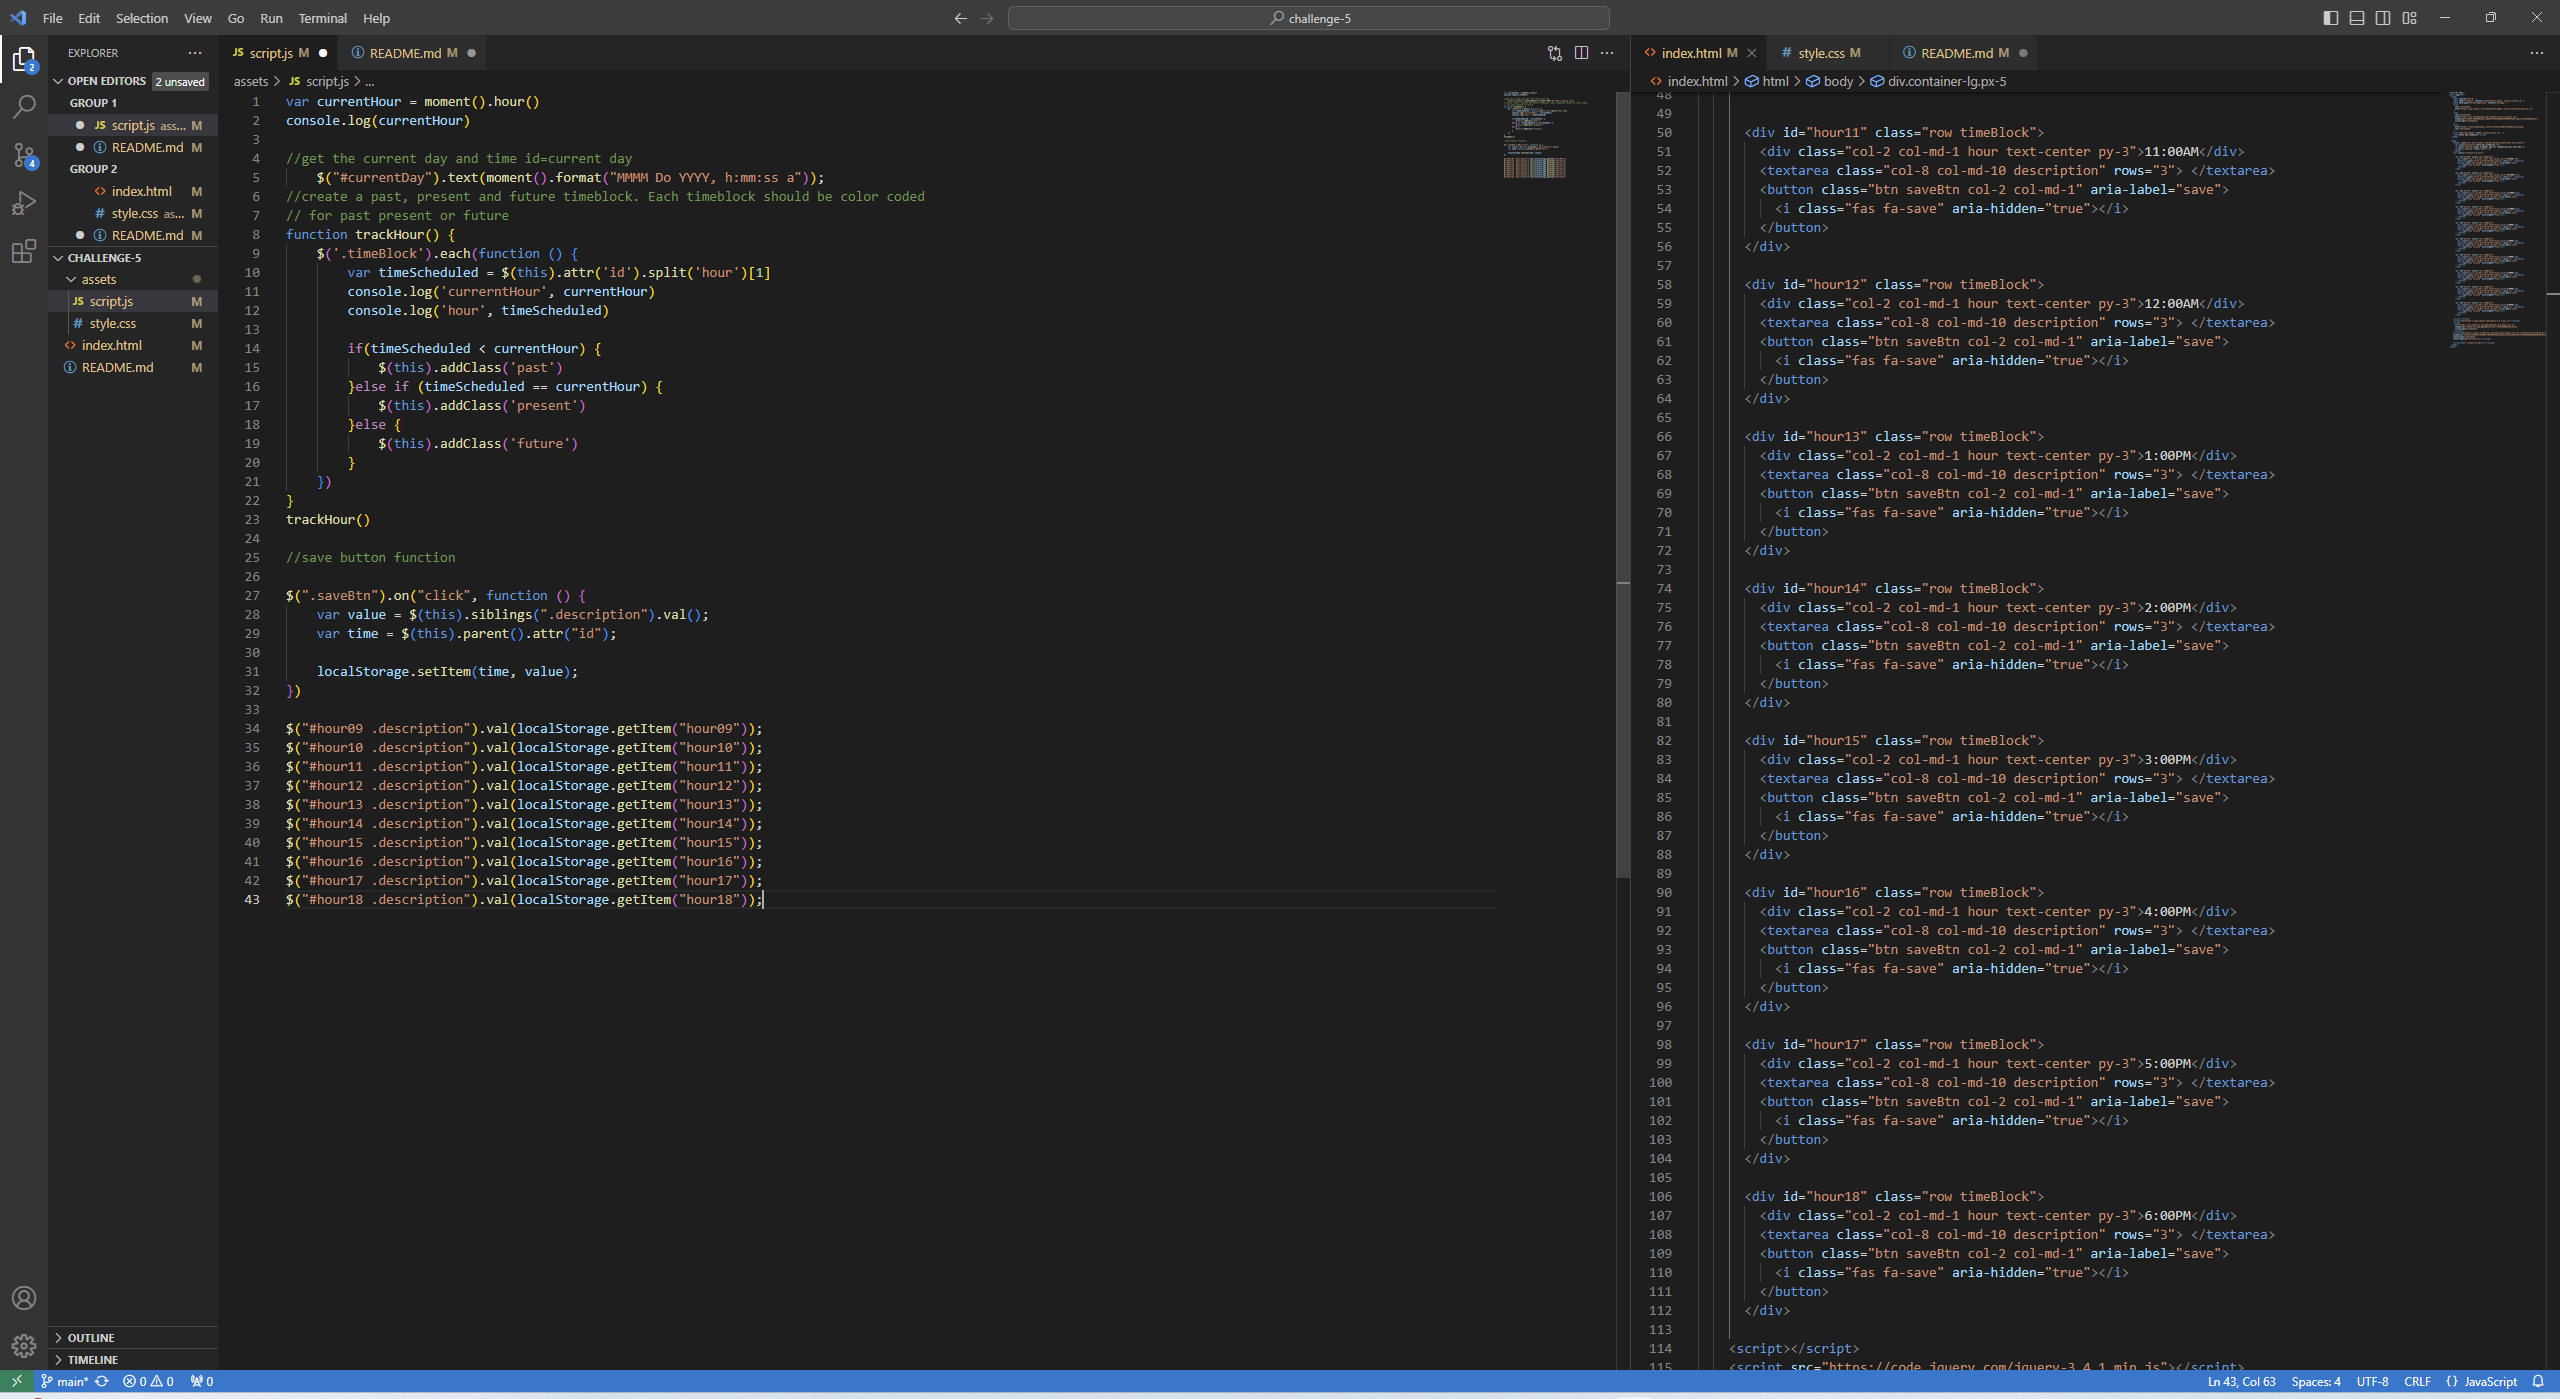 File Edit Selection View Go Run Terminal Help
challenge-5
EXPLORER
OPEN EDITORS 2 unsaved
GROUP 1
JS script.js ass... M
README.md M
GROUP 2
index.html M
# style.css as... M
README.md M
CHALLENGE-5
assets
JS script.js M
# style.css M
index.html M
README.md M
OUTLINE
TIMELINE
JS script.js M
README.md M
assets > JS script.js > ...
1 var currentHour = moment().hour()
2 console.log(currentHour)
3
4 //get the current day and time id=current day
5 $("#currentDay").text(moment().format("MMMM Do YYYY, h:mm:ss a"));
6 //create a past, present and future timeblock. Each timeblock should be color coded
7 // for past present or future
8 function trackHour() {
9 $('.timeBlock').each(function () {
10 var timeScheduled = $(this).attr('id').split('hour')[1]
11 console.log('currerntHour', currentHour)
12 console.log('hour', timeScheduled)
13
14 if(timeScheduled < currentHour) {
15 $(this).addClass('past')
16 }else if (timeScheduled == currentHour) {
17 $(this).addClass('present')
18 }else {
19 $(this).addClass('future')
20 }
21 })
22 }
23 trackHour()
24
25 //save button function
26
27 $(".saveBtn").on("click", function () {
28 var value = $(this).siblings(".description").val();
29 var time = $(this).parent().attr("id");
30
31 localStorage.setItem(time, value);
32 })
33
34 $("#hour09 .description").val(localStorage.getItem("hour09"));
35 $("#hour10 .description").val(localStorage.getItem("hour10"));
36 $("#hour11 .description").val(localStorage.getItem("hour11"));
37 $("#hour12 .description").val(localStorage.getItem("hour12"));
38 $("#hour13 .description").val(localStorage.getItem("hour13"));
39 $("#hour14 .description").val(localStorage.getItem("hour14"));
40 $("#hour15 .description").val(localStorage.getItem("hour15"));
41 $("#hour16 .description").val(localStorage.getItem("hour16"));
42 $("#hour17 .description").val(localStorage.getItem("hour17"));
43 $("#hour18 .description").val(localStorage.getItem("hour18"));
index.html M
# style.css M
README.md M
index.html > html > body > div.container-lg.px-5
48
49
50 <div id="hour11" class="row timeBlock">
51 <div class="col-2 col-md-1 hour text-center py-3">11:00AM</div>
52 <textarea class="col-8 col-md-10 description" rows="3"> </textarea>
53 <button class="btn saveBtn col-2 col-md-1" aria-label="save">
54 <i class="fas fa-save" aria-hidden="true"></i>
55 </button>
56 </div>
57
58 <div id="hour12" class="row timeBlock">
59 <div class="col-2 col-md-1 hour text-center py-3">12:00AM</div>
60 <textarea class="col-8 col-md-10 description" rows="3"> </textarea>
61 <button class="btn saveBtn col-2 col-md-1" aria-label="save">
62 <i class="fas fa-save" aria-hidden="true"></i>
63 </button>
64 </div>
65
66 <div id="hour13" class="row timeBlock">
67 <div class="col-2 col-md-1 hour text-center py-3">1:00PM</div>
68 <textarea class="col-8 col-md-10 description" rows="3"> </textarea>
69 <button class="btn saveBtn col-2 col-md-1" aria-label="save">
70 <i class="fas fa-save" aria-hidden="true"></i>
71 </button>
72 </div>
73
74 <div id="hour14" class="row timeBlock">
75 <div class="col-2 col-md-1 hour text-center py-3">2:00PM</div>
76 <textarea class="col-8 col-md-10 description" rows="3"> </textarea>
77 <button class="btn saveBtn col-2 col-md-1" aria-label="save">
78 <i class="fas fa-save" aria-hidden="true"></i>
79 </button>
80 </div>
81
82 <div id="hour15" class="row timeBlock">
83 <div class="col-2 col-md-1 hour text-center py-3">3:00PM</div>
84 <textarea class="col-8 col-md-10 description" rows="3"> </textarea>
85 <button class="btn saveBtn col-2 col-md-1" aria-label="save">
86 <i class="fas fa-save" aria-hidden="true"></i>
87 </button>
88 </div>
89
90 <div id="hour16" class="row timeBlock">
91 <div class="col-2 col-md-1 hour text-center py-3">4:00PM</div>
92 <textarea class="col-8 col-md-10 description" rows="3"> </textarea>
93 <button class="btn saveBtn col-2 col-md-1" aria-label="save">
94 <i class="fas fa-save" aria-hidden="true"></i>
95 </button>
96 </div>
97
98 <div id="hour17" class="row timeBlock">
99 <div class="col-2 col-md-1 hour text-center py-3">5:00PM</div>
100 <textarea class="col-8 col-md-10 description" rows="3"> </textarea>
101 <button class="btn saveBtn col-2 col-md-1" aria-label="save">
102 <i class="fas fa-save" aria-hidden="true"></i>
103 </button>
104 </div>
105
106 <div id="hour18" class="row timeBlock">
107 <div class="col-2 col-md-1 hour text-center py-3">6:00PM</div>
108 <textarea class="col-8 col-md-10 description" rows="3"> </textarea>
109 <button class="btn saveBtn col-2 col-md-1" aria-label="save">
110 <i class="fas fa-save" aria-hidden="true"></i>
111 </button>
112 </div>
113
114 <script></script>
115 <script src="https://code.jquery.com/jquery-3.4.1.min.js"></script>
main* 0 0 0
Ln 43, Col 63 Spaces: 4 UTF-8 CRLF {} JavaScript